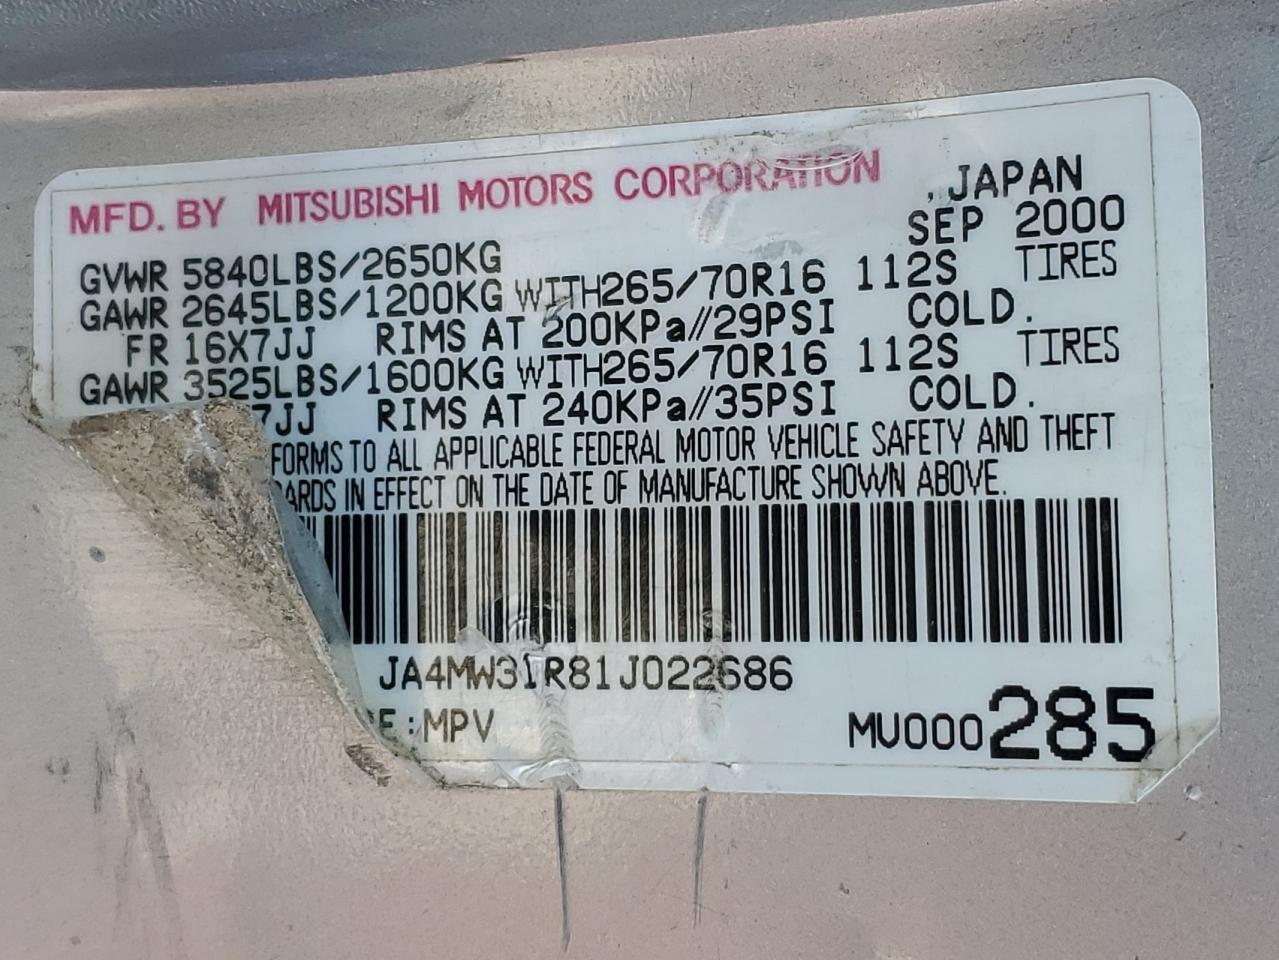 MFD. BY MITSUBISHI MOTORS CORPORATION , JAPAN
SEP 2000
GVWR 5840LBS/2650KG
GAWR 2645LBS/1200KG WITH265/70R16 112S TIRES
FR 16X7JJ RIMS AT 200KPa//29PSI COLD.
GAWR 3525LBS/1600KG WITH265/70R16 112S TIRES
7JJ RIMS AT 240KPa//35PSI COLD.
FORMS TO ALL APPLICABLE FEDERAL MOTOR VEHICLE SAFETY AND THEFT
ARDS IN EFFECT ON THE DATE OF MANUFACTURE SHOWN ABOVE.
JA4MW31R81J022686
E:MPV MU000285